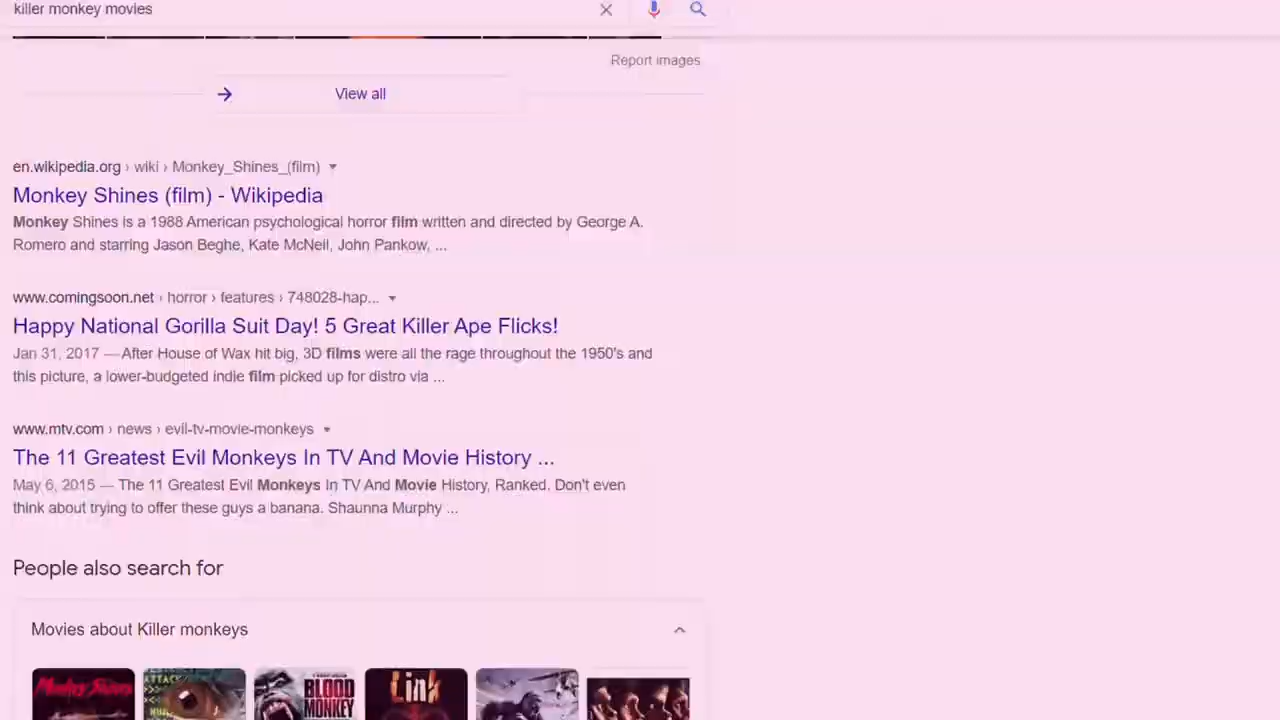 killer monkey movies
Report images
View all
en.wikipedia.org › wiki › Monkey_Shines_(film)
Monkey Shines (film) - Wikipedia
Monkey Shines is a 1988 American psychological horror film written and directed by George A.
Romero and starring Jason Beghe, Kate McNeil, John Pankow, ...
www.comingsoon.net › horror › features › 748028-hap...
Happy National Gorilla Suit Day! 5 Great Killer Ape Flicks!
Jan 31, 2017 — After House of Wax hit big, 3D films were all the rage throughout the 1950's and
this picture, a lower-budgeted indie film picked up for distro via ...
www.mtv.com › news › evil-tv-movie-monkeys
The 11 Greatest Evil Monkeys In TV And Movie History ...
May 6, 2015 — The 11 Greatest Evil Monkeys In TV And Movie History, Ranked. Don't even
think about trying to offer these guys a banana. Shaunna Murphy ...
People also search for
Movies about Killer monkeys
Monkey Shines
ATTACK
BLOOD
MONKEY
Link